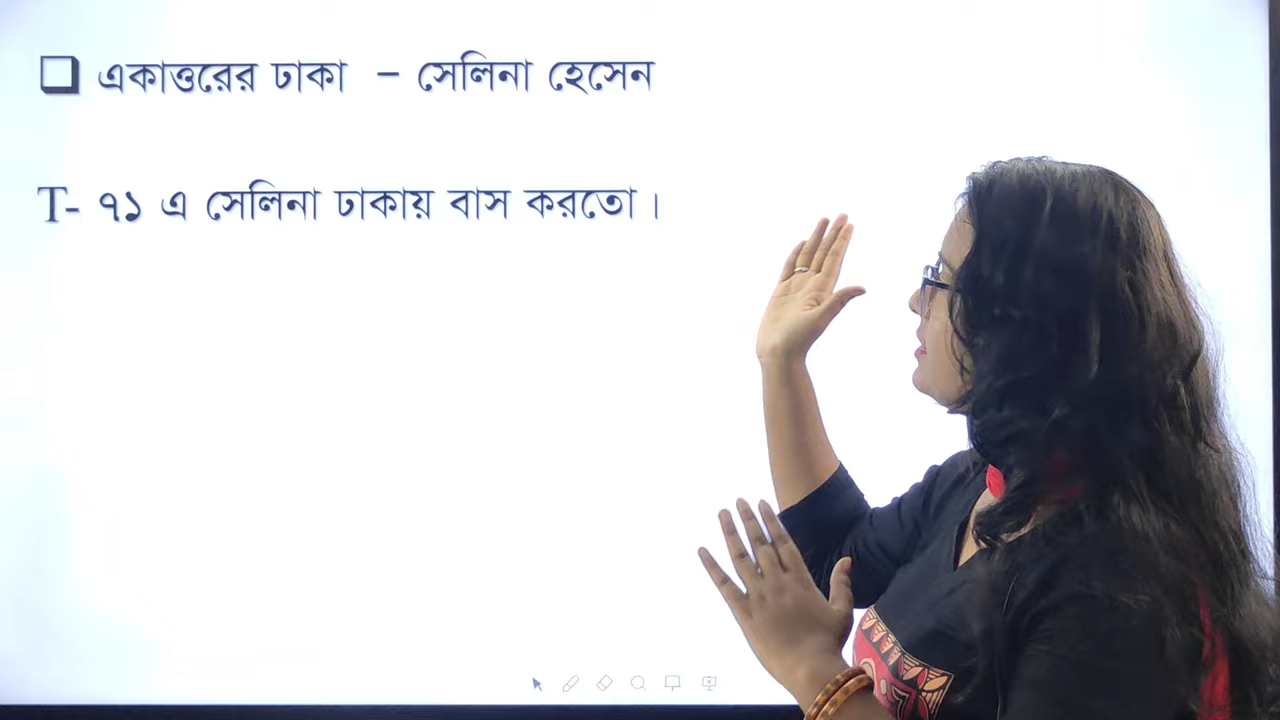 ❑ একাত্তরের ঢাকা – সেলিনা হেসেন
T- ৭১ এ সেলিনা ঢাকায় বাস করতো।